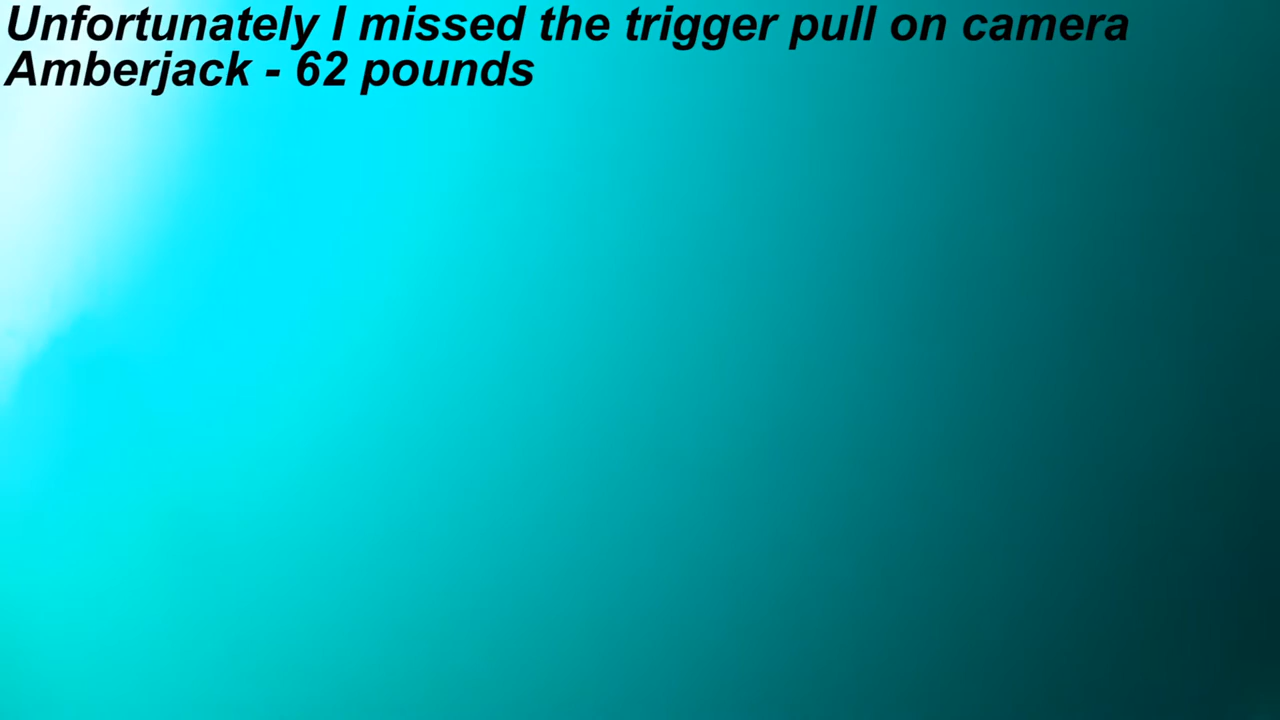 Unfortunately I missed the trigger pull on camera
Amberjack - 62 pounds